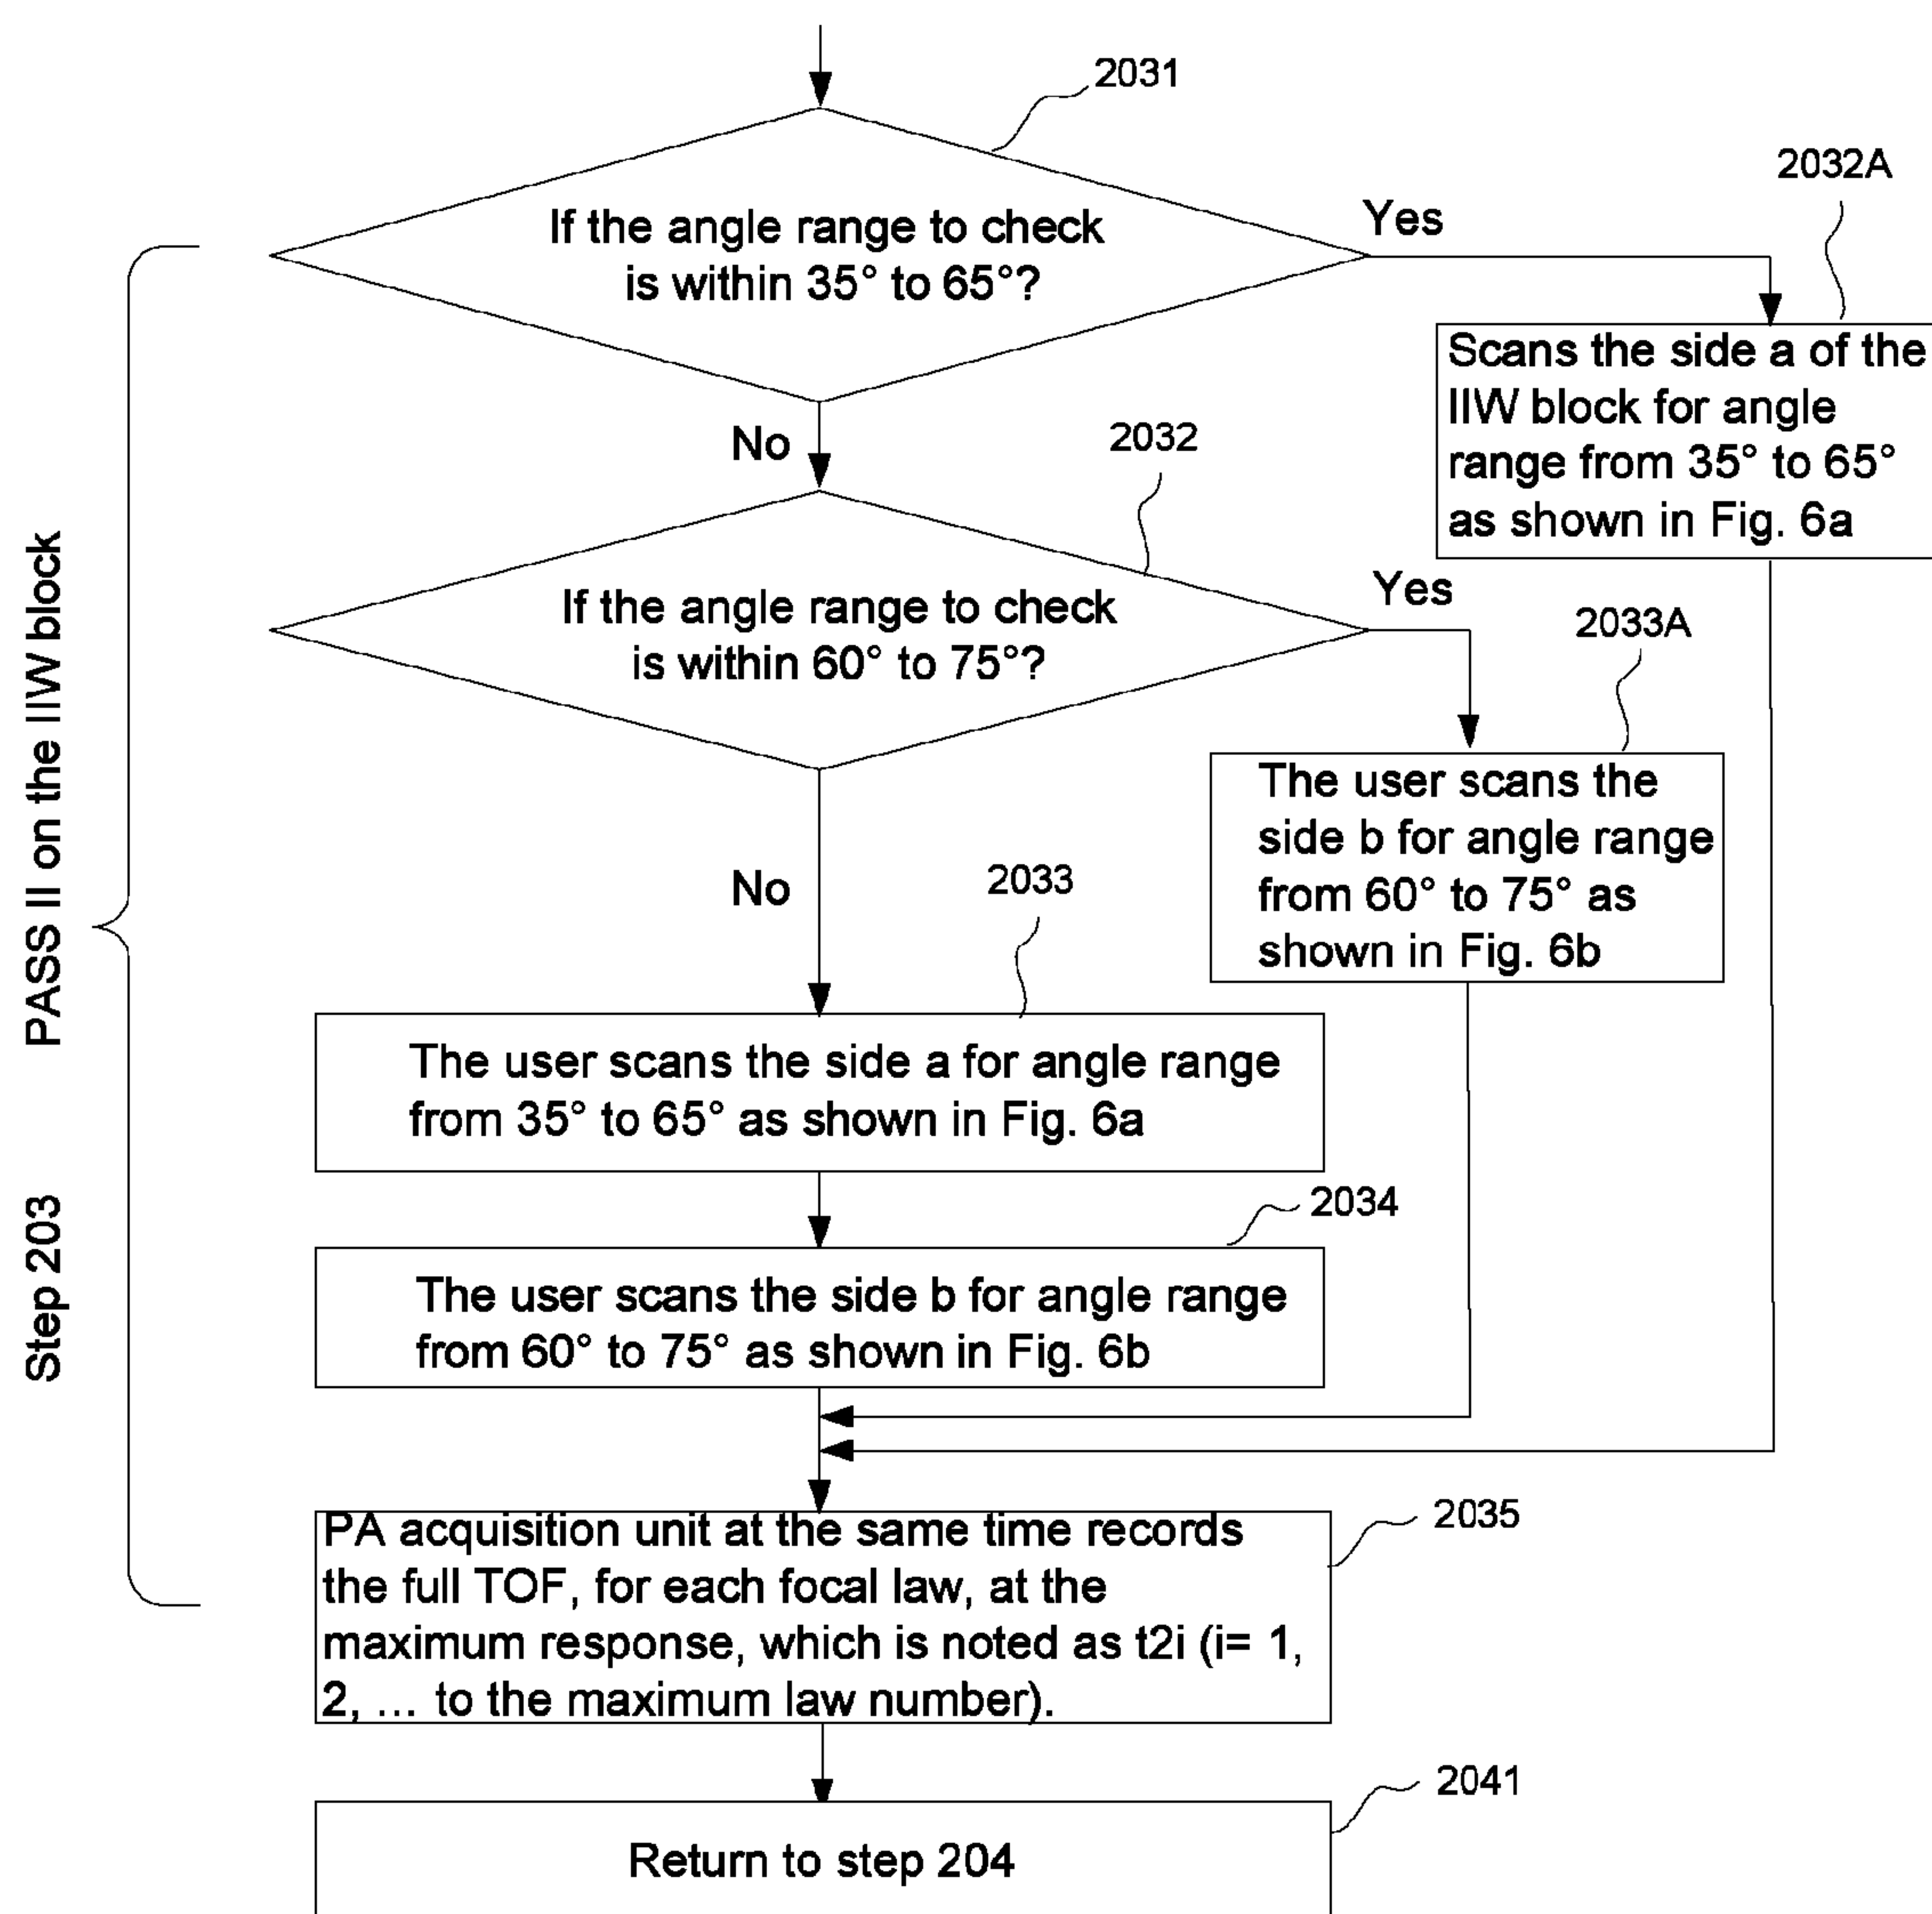 2031
If the angle range to check
is within 35° to 65°?
Yes
2032A
Scans the side a of the
IIW block for angle
range from 35° to 65°
as shown in Fig. 6a
No
2032
If the angle range to check
is within 60° to 75°?
Yes
2033A
The user scans the
side b for angle range
from 60° to 75° as
shown in Fig. 6b
No
2033
The user scans the side a for angle range
from 35° to 65° as shown in Fig. 6a
2034
The user scans the side b for angle range
from 60° to 75° as shown in Fig. 6b
2035
PA acquisition unit at the same time records
the full TOF, for each focal law, at the
maximum response, which is noted as t2i (i= 1,
2, ... to the maximum law number).
2041
Return to step 204
Step 203 PASS II on the IIW block